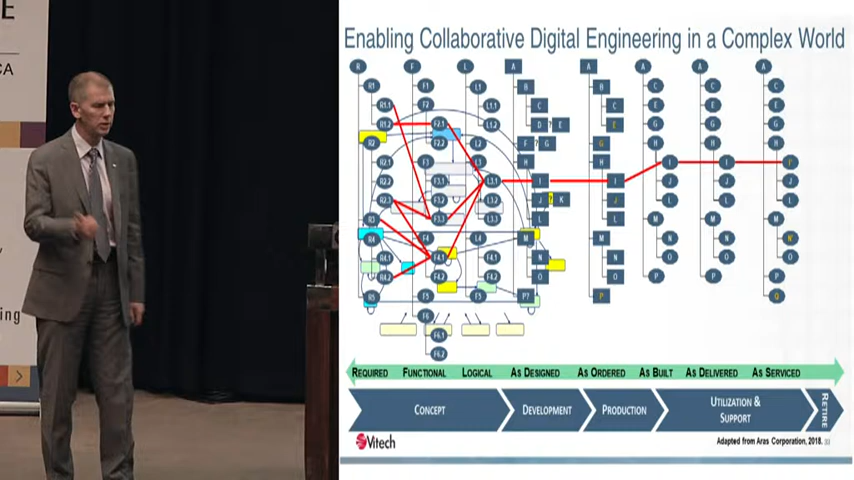 E
CA
ing
Enabling Collaborative Digital Engineering in a Complex World
R F L A A A A A
R1 F1 L1 B B C C C
R1.1 F2 L1.1 C C E E E
R1.2 F2.1 L1.2 D ? E E G G G
R2 F2.2 L2 F ? G G H H H
R2.1 F3 L3 H H I I I'
R2.2 F3.1 L3.1 I I J J J
R2.3 F3.2 L3.2 J ? K J L L L
R3 F3.3 L3.3 L L M M M
R4 F4 L4 M M N N N'
R4.1 F4.1 F4.1 N N O O O
R4.2 F4.2 F4.2 O O P P P
R5 F5 F5 P? P Q
F6
F6.1
F6.2
REQUIRED FUNCTIONAL LOGICAL AS DESIGNED AS ORDERED AS BUILT AS DELIVERED AS SERVICED
CONCEPT DEVELOPMENT PRODUCTION UTILIZATION & SUPPORT RETIRE
Vitech
Adapted from Aras Corporation, 2018.